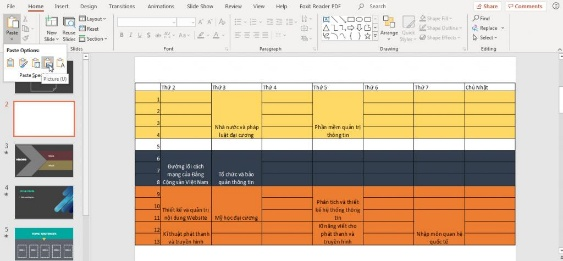 File Home Insert Design Transitions Animations Slide Show Review View Help Foxit Reader PDF Search Share Comments
Paste
New Slide
Reuse Slides
Layout
Reset
Section
Slides
Font
Paragraph
Arrange
Quick Styles
Shape Fill
Shape Outline
Shape Effects
Drawing
Find
Replace
Select
Editing
Paste Options:
Paste Spe
Picture (U)
2
3
4
5
Thứ 2 Thứ 3 Thứ 4 Thứ 5 Thứ 6 Thứ 7 Chủ Nhật
1
2
3
4
Nhà nước và pháp luật đại cương
Phần mềm quản trị thông tin
5
6
7
8
Đường lối cách mạng của Đảng Cộng sản Việt Nam
Tổ chức và bảo quản thông tin
9
10
11
Thiết kế và quản trị nội dung Website
Mỹ học đại cương
Phân tích và thiết kế hệ thống thông tin
12
13
Kĩ thuật phát thanh và truyền hình
Kĩ năng viết cho phát thanh và truyền hình
Nhập môn quan hệ quốc tế